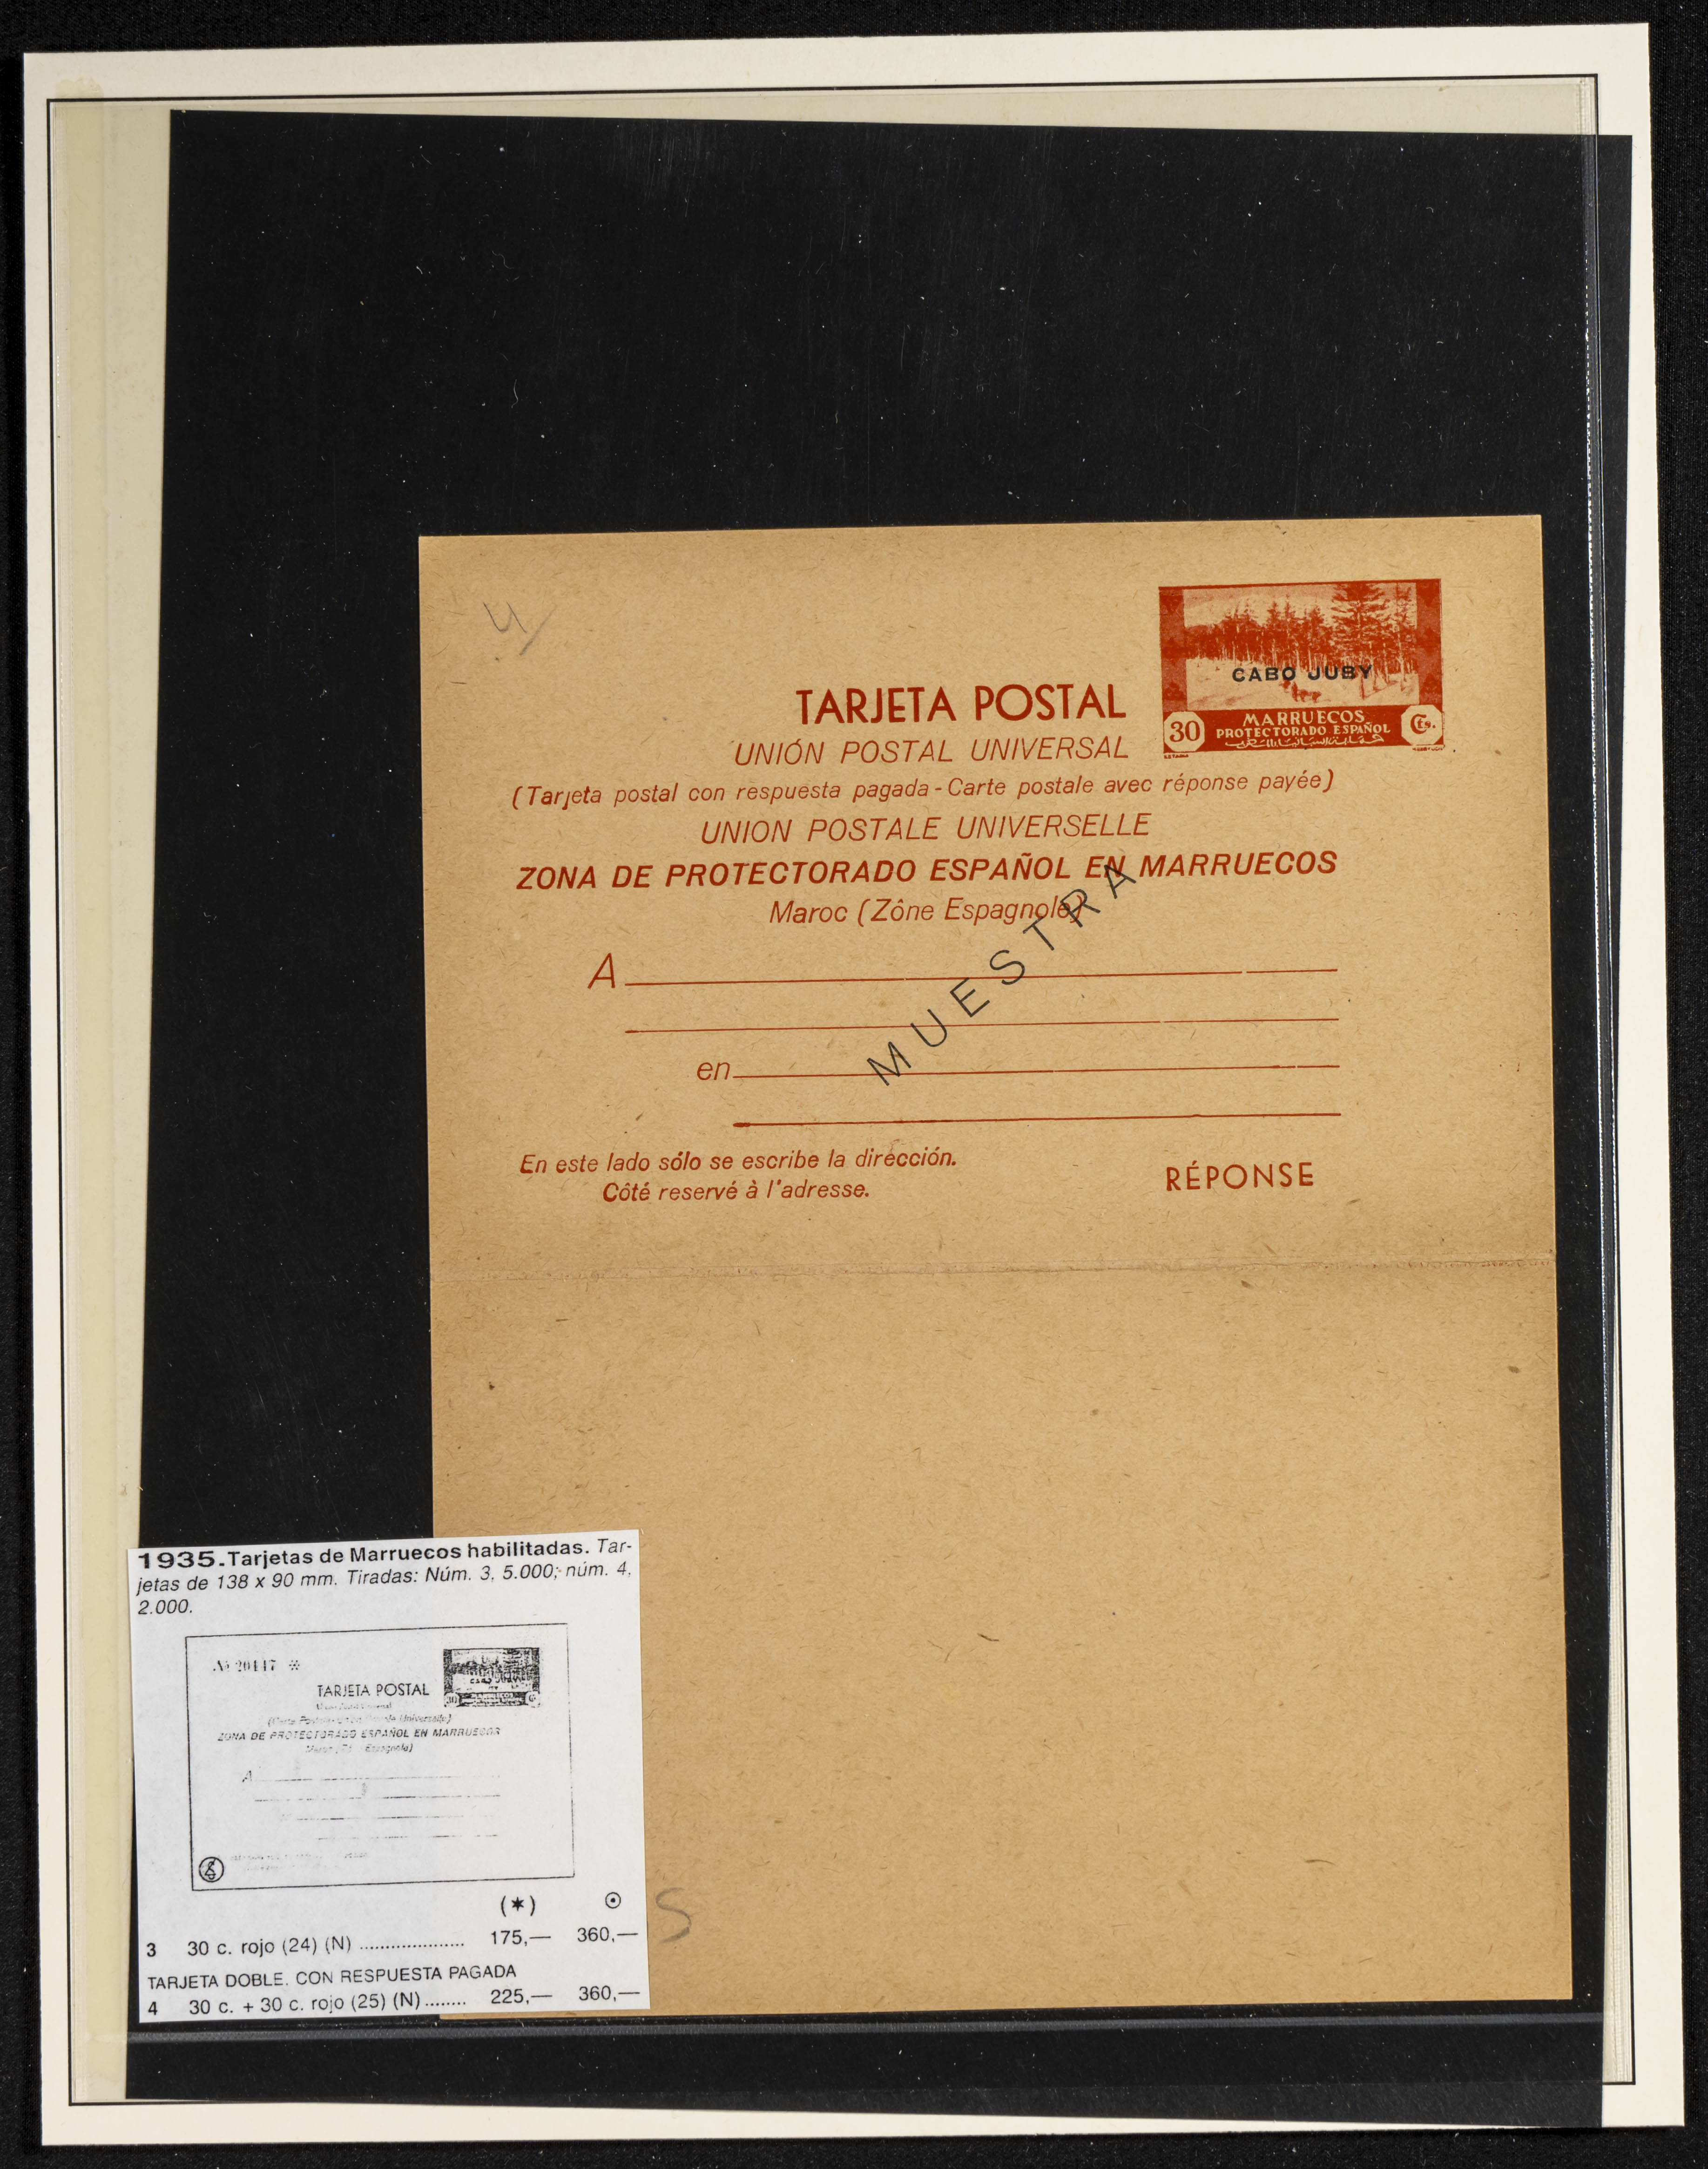 CABO JUBY
30 MARRUECOS Cts.
PROTECTORADO ESPAÑOL
TARJETA POSTAL
UNIÓN POSTAL UNIVERSAL
(Tarjeta postal con respuesta pagada - Carte postale avec réponse payée)
UNION POSTALE UNIVERSELLE
ZONA DE PROTECTORADO ESPAÑOL EN MARRUECOS
Maroc (Zône Espagnole)
MUESTRA
A
en
En este lado sólo se escribe la dirección.
Côté reservé à l'adresse.
RÉPONSE
1935.-Tarjetas de Marruecos habilitadas. Tar-
jetas de 138 x 90 mm. Tiradas: Núm. 3, 5.000; núm. 4,
2.000.
Nº 20447
TARJETA POSTAL
ZONA DE PROTECTORADO ESPAÑOL EN MARRUECOS
A
(*) ⊙
3 30 c. rojo (24) (N) .................... 175,— 360,—
TARJETA DOBLE. CON RESPUESTA PAGADA
4 30 c. + 30 c. rojo (25) (N) ........ 225,— 360,—
S